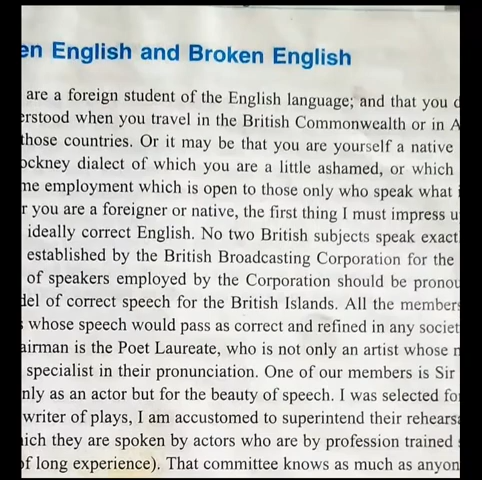 en English and Broken English
are a foreign student of the English language; and that you d
erstood when you travel in the British Commonwealth or in A
those countries. Or it may be that you are yourself a native
ockney dialect of which you are a little ashamed, or which
me employment which is open to those only who speak what i
r you are a foreigner or native, the first thing I must impress u
ideally correct English. No two British subjects speak exact
established by the British Broadcasting Corporation for the
of speakers employed by the Corporation should be pronou
del of correct speech for the British Islands. All the members
whose speech would pass as correct and refined in any societ
airman is the Poet Laureate, who is not only an artist whose
specialist in their pronunciation. One of our members is Sir
nly as an actor but for the beauty of speech. I was selected fo
writer of plays, I am accustomed to superintend their rehearsa
ich they are spoken by actors who are by profession trained
of long experience). That committee knows as much as anyon